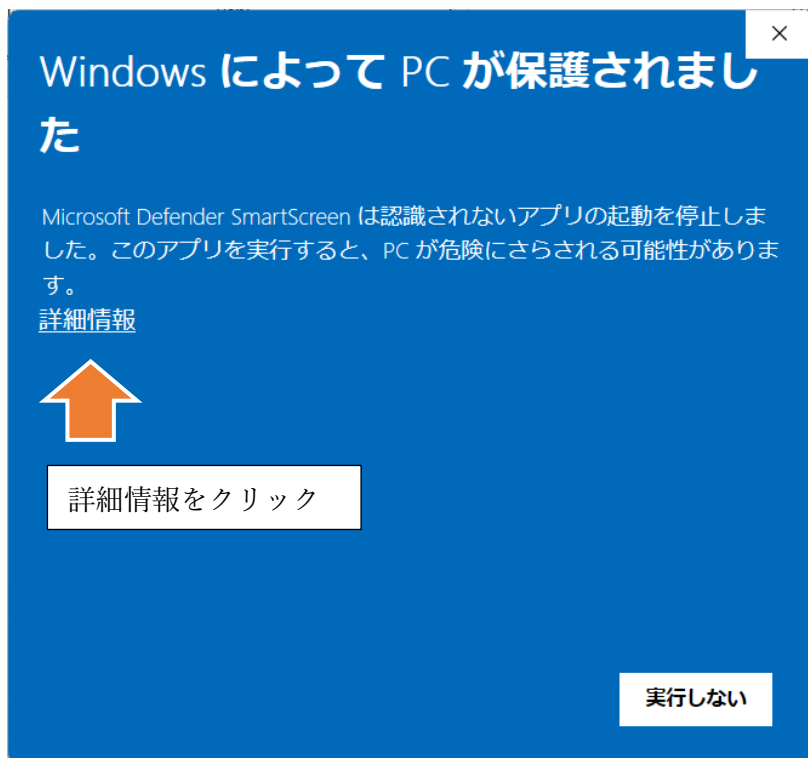 Windows によって PC が保護されまし
た
Microsoft Defender SmartScreen は認識されないアプリの起動を停止しま
した。このアプリを実行すると、PC が危険にさらされる可能性がありま
す。
詳細情報
詳細情報をクリック
実行しない